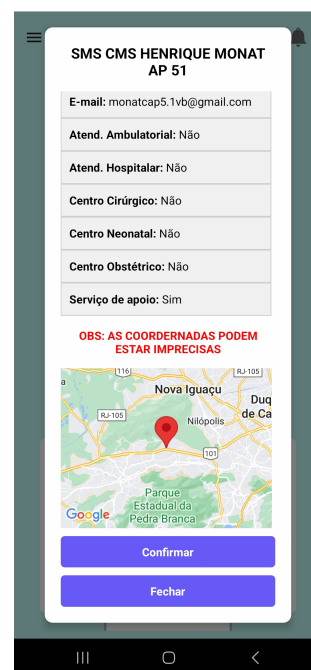 SMS CMS HENRIQUE MONAT
AP 51
E-mail: monatcap5.1vb@gmail.com
Atend. Ambulatorial: Não
Atend. Hospitalar: Não
Centro Cirúrgico: Não
Centro Neonatal: Não
Centro Obstétrico: Não
Serviço de apoio: Sim
OBS: AS COORDERNADAS PODEM
ESTAR IMPRECISAS
116
RJ-105
a
Nova Iguaçu
Duq
de Ca
RJ-105
Nilópolis
101
Parque
Estadual da
Pedra Branca
Google
Confirmar
Fechar